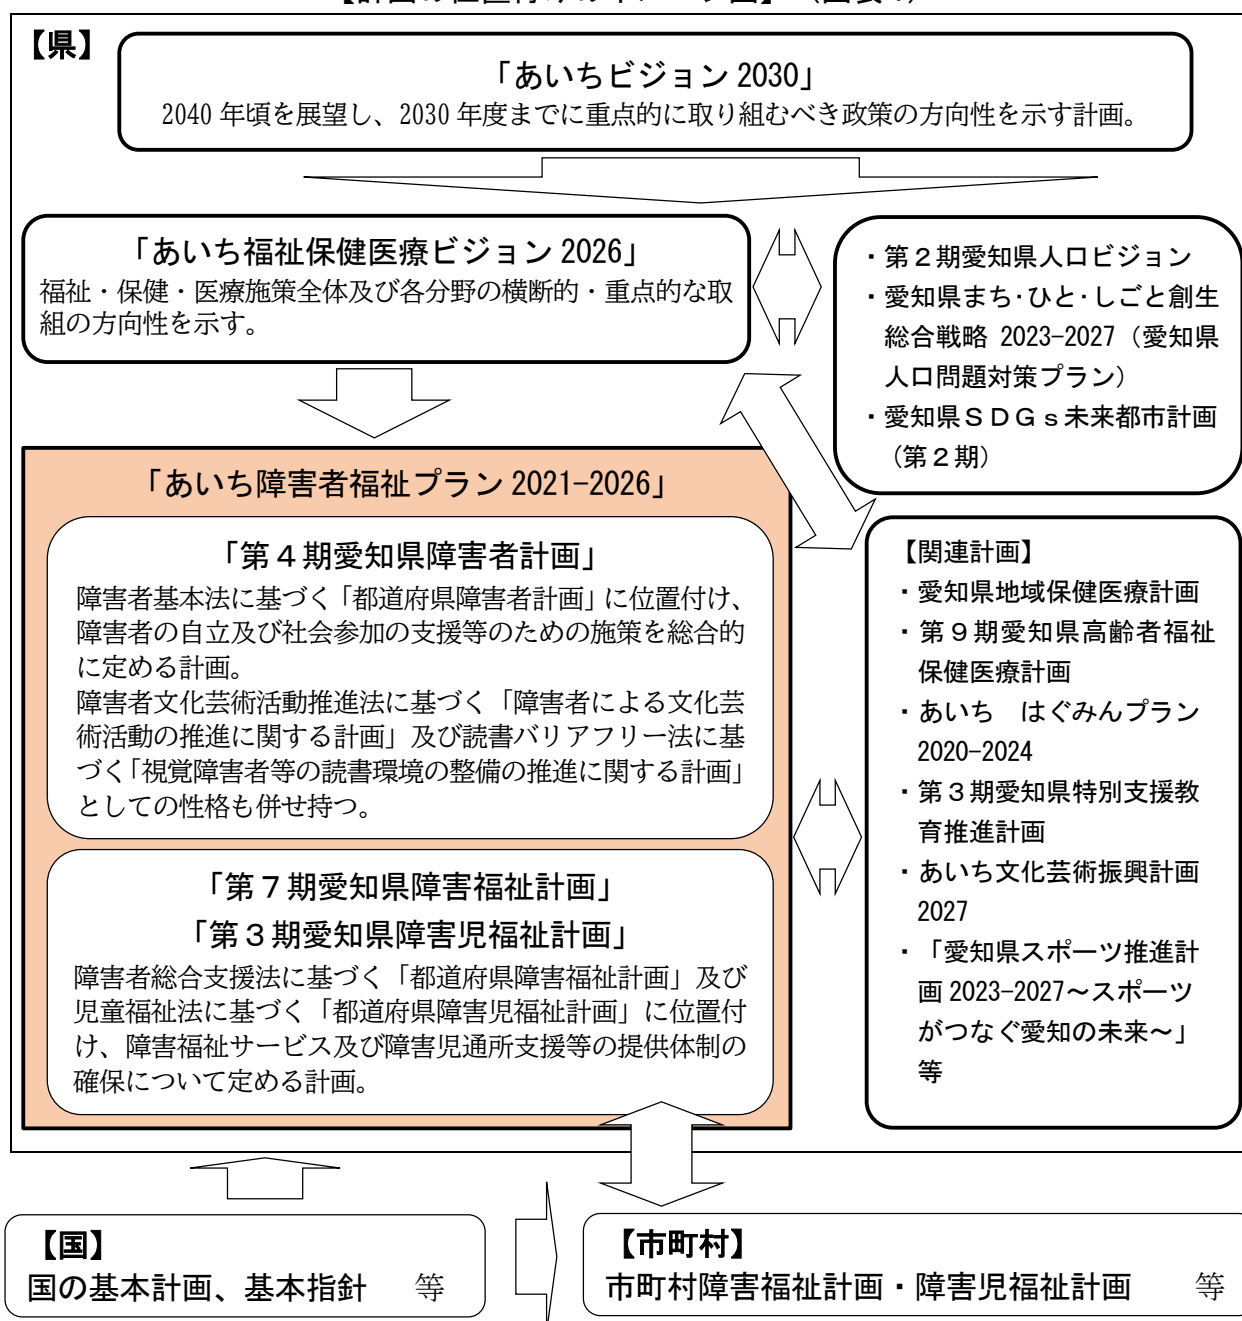 【県】
「あいちビジョン 2030」
2040 年頃を展望し、2030 年度までに重点的に取り組むべき政策の方向性を示す計画。
「あいち福祉保健医療ビジョン 2026」
福祉・保健・医療施策全体及び各分野の横断的・重点的な取
組の方向性を示す。
・第２期愛知県人口ビジョン
・愛知県まち･ひと･しごと創生
総合戦略 2023−2027（愛知県
人口問題対策プラン）
・愛知県ＳＤＧｓ未来都市計画
（第２期）
「あいち障害者福祉プラン 2021−2026」
「第４期愛知県障害者計画」
障害者基本法に基づく「都道府県障害者計画」に位置付け、
障害者の自立及び社会参加の支援等のための施策を総合的
に定める計画。
障害者文化芸術活動推進法に基づく「障害者による文化芸
術活動の推進に関する計画」及び読書バリアフリー法に基
づく「視覚障害者等の読書環境の整備の推進に関する計画」
としての性格も併せ持つ。
「第７期愛知県障害福祉計画」
「第３期愛知県障害児福祉計画」
障害者総合支援法に基づく「都道府県障害福祉計画」及び
児童福祉法に基づく「都道府県障害児福祉計画」に位置付
け、障害福祉サービス及び障害児通所支援等の提供体制の
確保について定める計画。
【関連計画】
・愛知県地域保健医療計画
・第９期愛知県高齢者福祉
保健医療計画
・あいち　はぐみんプラン
2020-2024
・第３期愛知県特別支援教
育推進計画
・あいち文化芸術振興計画
2027
・「愛知県スポーツ推進計
画 2023−2027～スポーツ
がつなぐ愛知の未来～」
等
【国】
国の基本計画、基本指針　等
【市町村】
市町村障害福祉計画・障害児福祉計画　　等